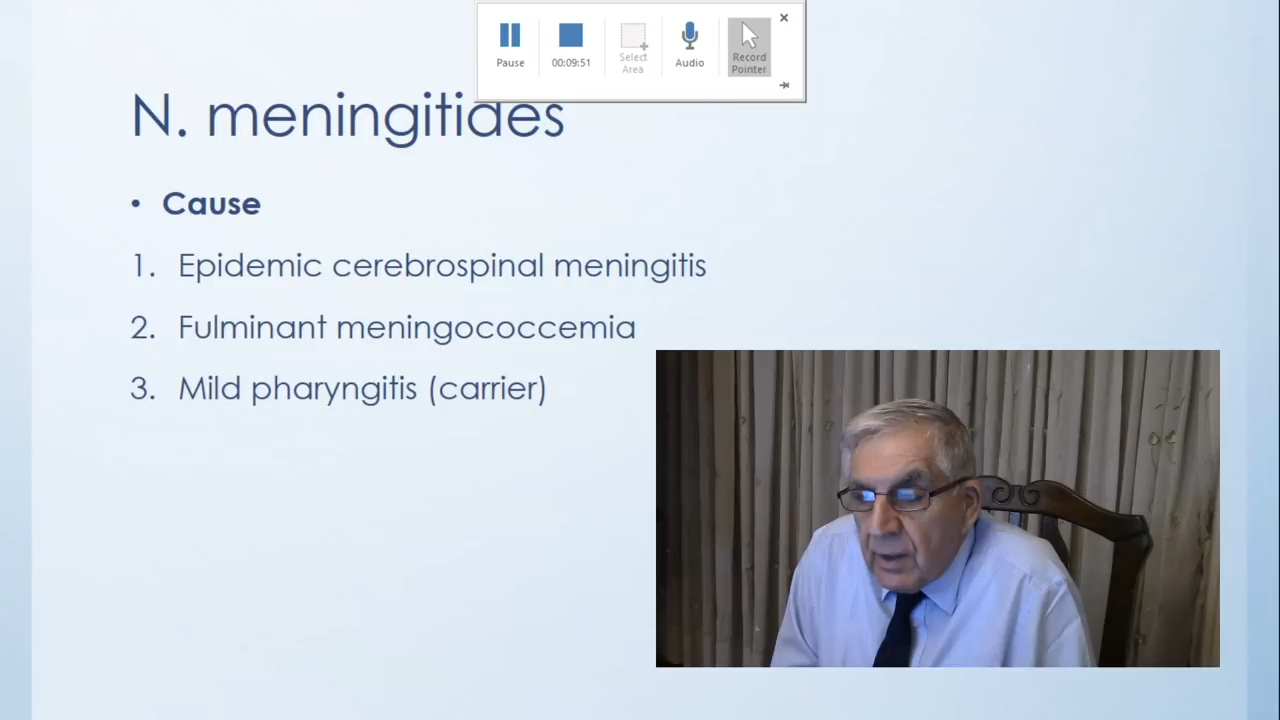 Pause
00:09:51
Select
Area
Audio
Record
Pointer
N. meningitides
• Cause
1. Epidemic cerebrospinal meningitis
2. Fulminant meningococcemia
3. Mild pharyngitis (carrier)